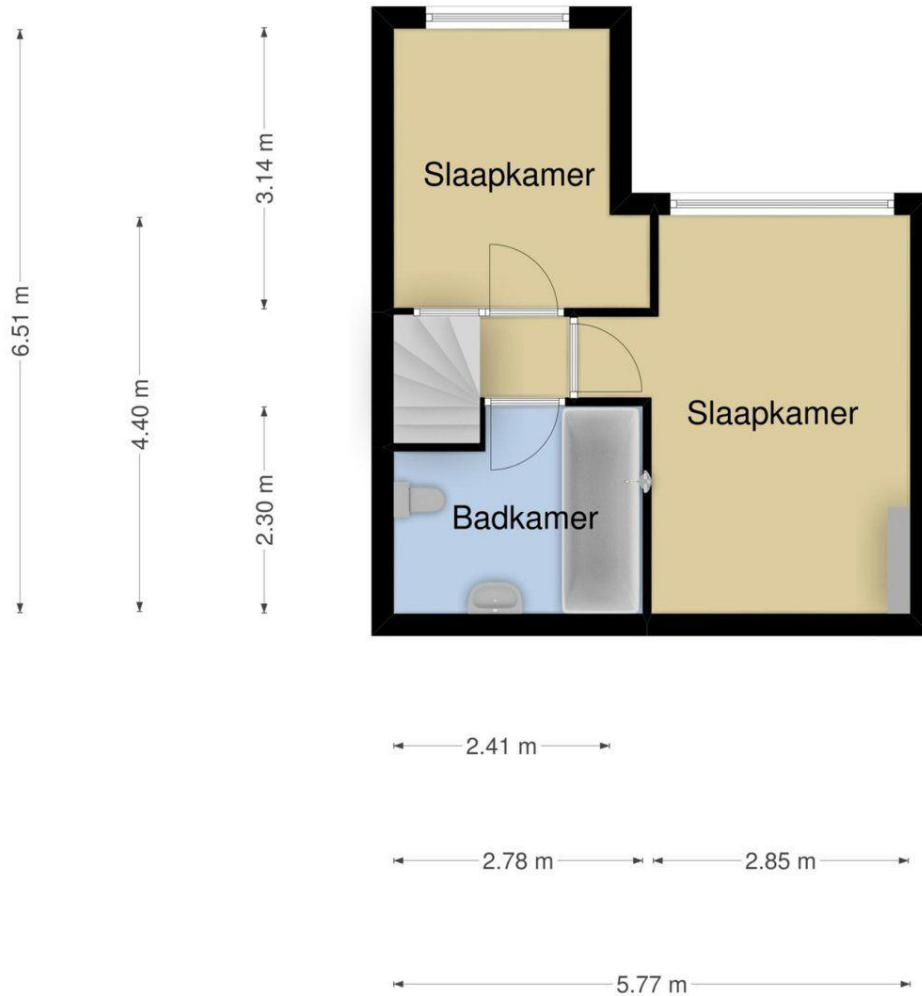 3.14 m
Slaapkamer
6.51 m
4.40 m
Slaapkamer
2.30 m
Badkamer
2.41 m
2.78 m
2.85 m
5.77 m